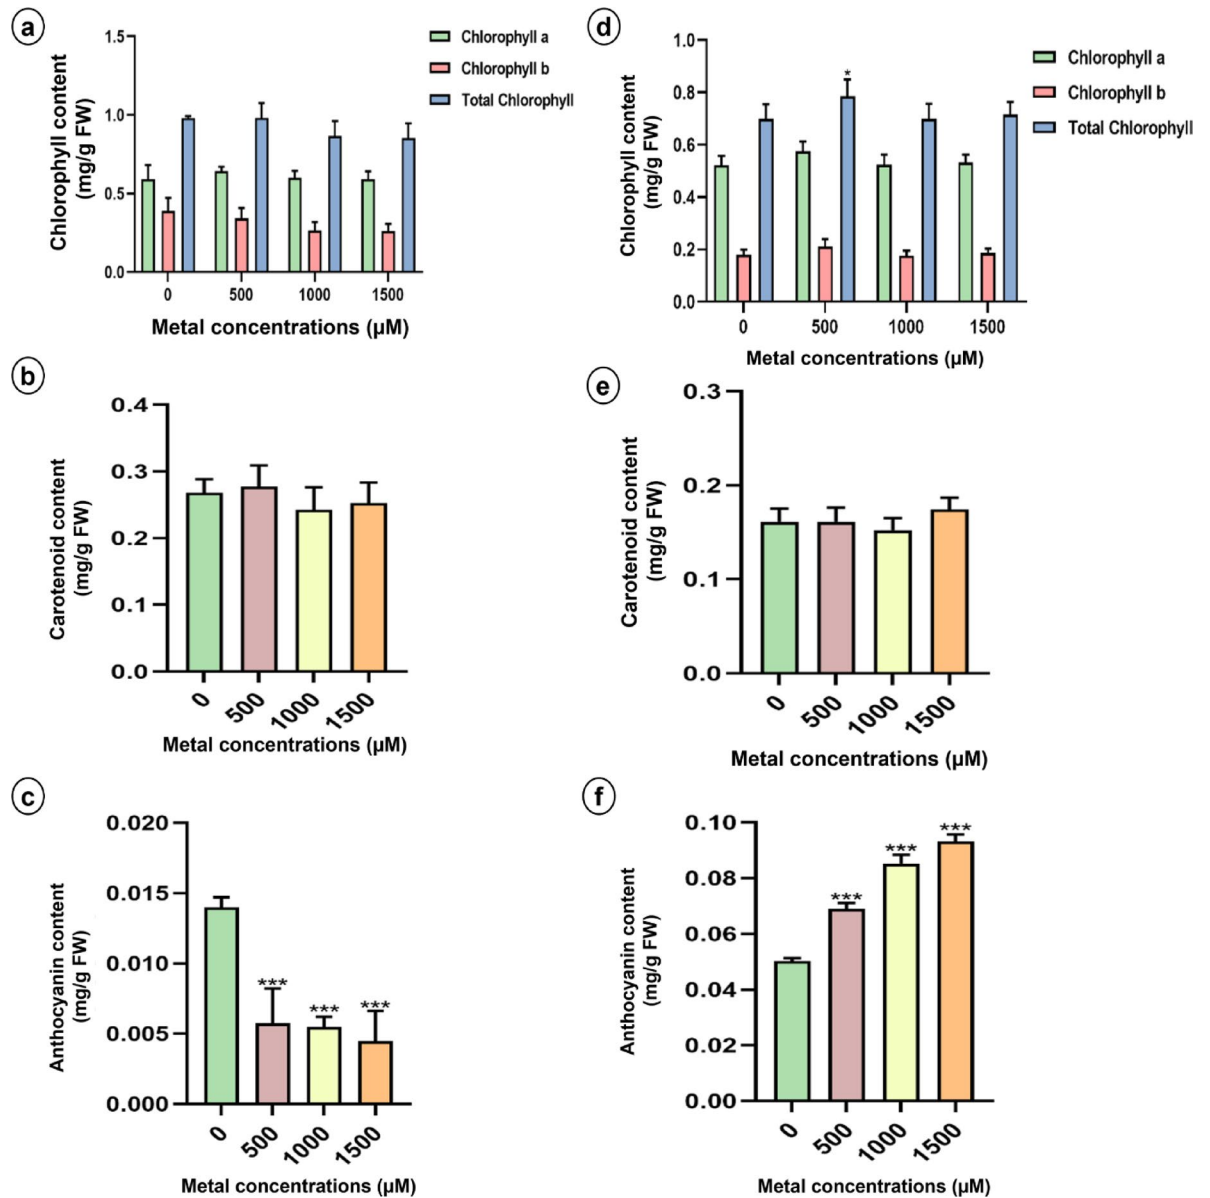 a
Chlorophyll content
(mg/g FW)
1.5
1.0
0.5
0.0
0 500 1000 1500
Metal concentrations (µM)
Chlorophyll a
Chlorophyll b
Total Chlorophyll
d
Chlorophyll content
(mg/g FW)
1.0
0.8
0.6
0.4
0.2
0.0
*
0 500 1000 1500
Metal concentrations (µM)
Chlorophyll a
Chlorophyll b
Total Chlorophyll
b
Carotenoid content
(mg/g FW)
0.4
0.3
0.2
0.1
0.0
0 500 1000 1500
Metal concentrations (µM)
e
Carotenoid content
(mg/g FW)
0.3
0.2
0.1
0.0
0 500 1000 1500
Metal concentrations (µM)
c
Anthocyanin content
(mg/g FW)
0.020
0.015
0.010
0.005
0.000
*** *** ***
0 500 1000 1500
Metal concentrations (µM)
f
Anthocyanin content
(mg/g FW)
0.10
0.08
0.06
0.04
0.02
0.00
*** *** ***
0 500 1000 1500
Metal concentrations (µM)